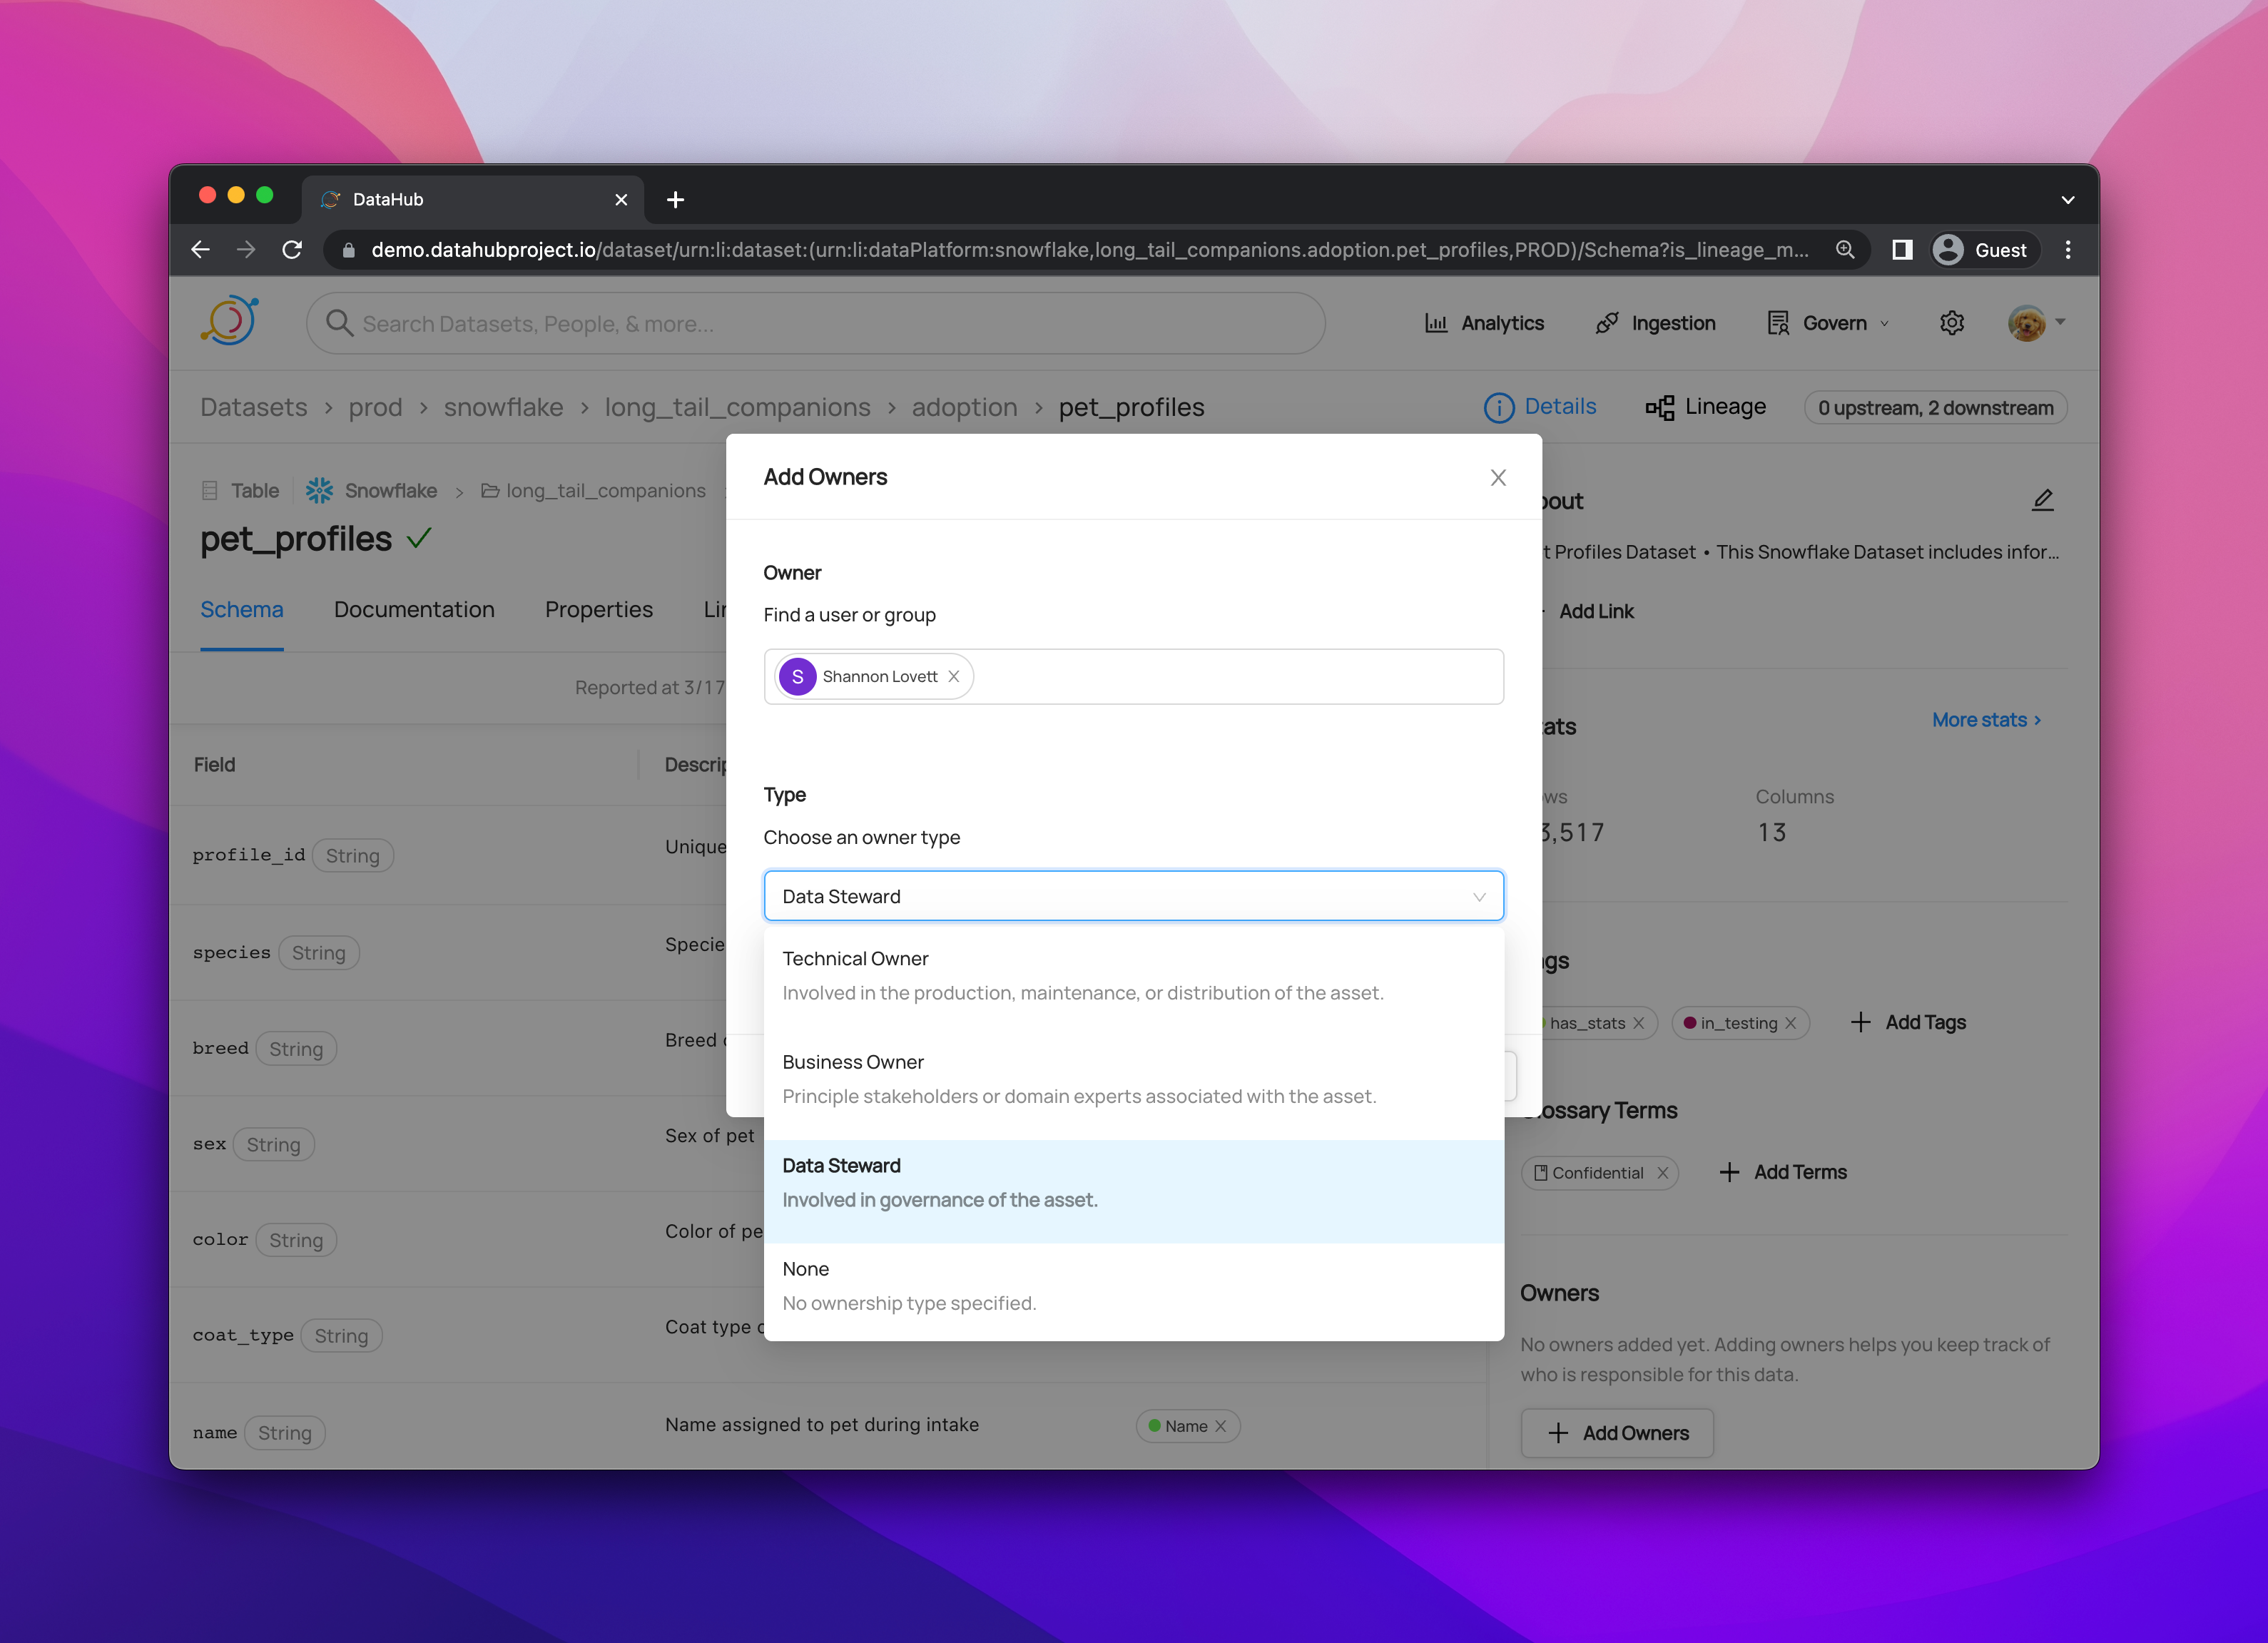 DataHub
demo.datahubproject.io/dataset/urn:li:dataset:(urn:li:dataPlatform:snowflake,long_tail_companions.adoption.pet_profiles,PROD)/Schema?is_lineage_m...
Guest
Search Datasets, People, & more...
Analytics
Ingestion
Govern
Datasets > prod > snowflake > long_tail_companions > adoption > pet_profiles
Details
Lineage
0 upstream, 2 downstream
Table
Snowflake > long_tail_companions
pet_profiles
Schema
Documentation
Properties
Reported at 3/17
Field
profile_id String
Unique
species String
breed String
Breed
sex String
Sex of pet
color String
Color of
coat_type String
Coat type
name String
Name assigned to pet during intake
Name
Add Owners
Owner
Find a user or group
S Shannon Lovett
Type
Choose an owner type
Data Steward
Technical Owner
Involved in the production, maintenance, or distribution of the asset.
Business Owner
Principle stakeholders or domain experts associated with the asset.
Data Steward
Involved in governance of the asset.
None
No ownership type specified.
Profiles Dataset • This Snowflake Dataset includes infor...
Add Link
More stats >
Columns
3,517
13
has_stats
in_testing
Add Tags
Terms
Confidential
Add Terms
Owners
No owners added yet. Adding owners helps you keep track of
who is responsible for this data.
Add Owners